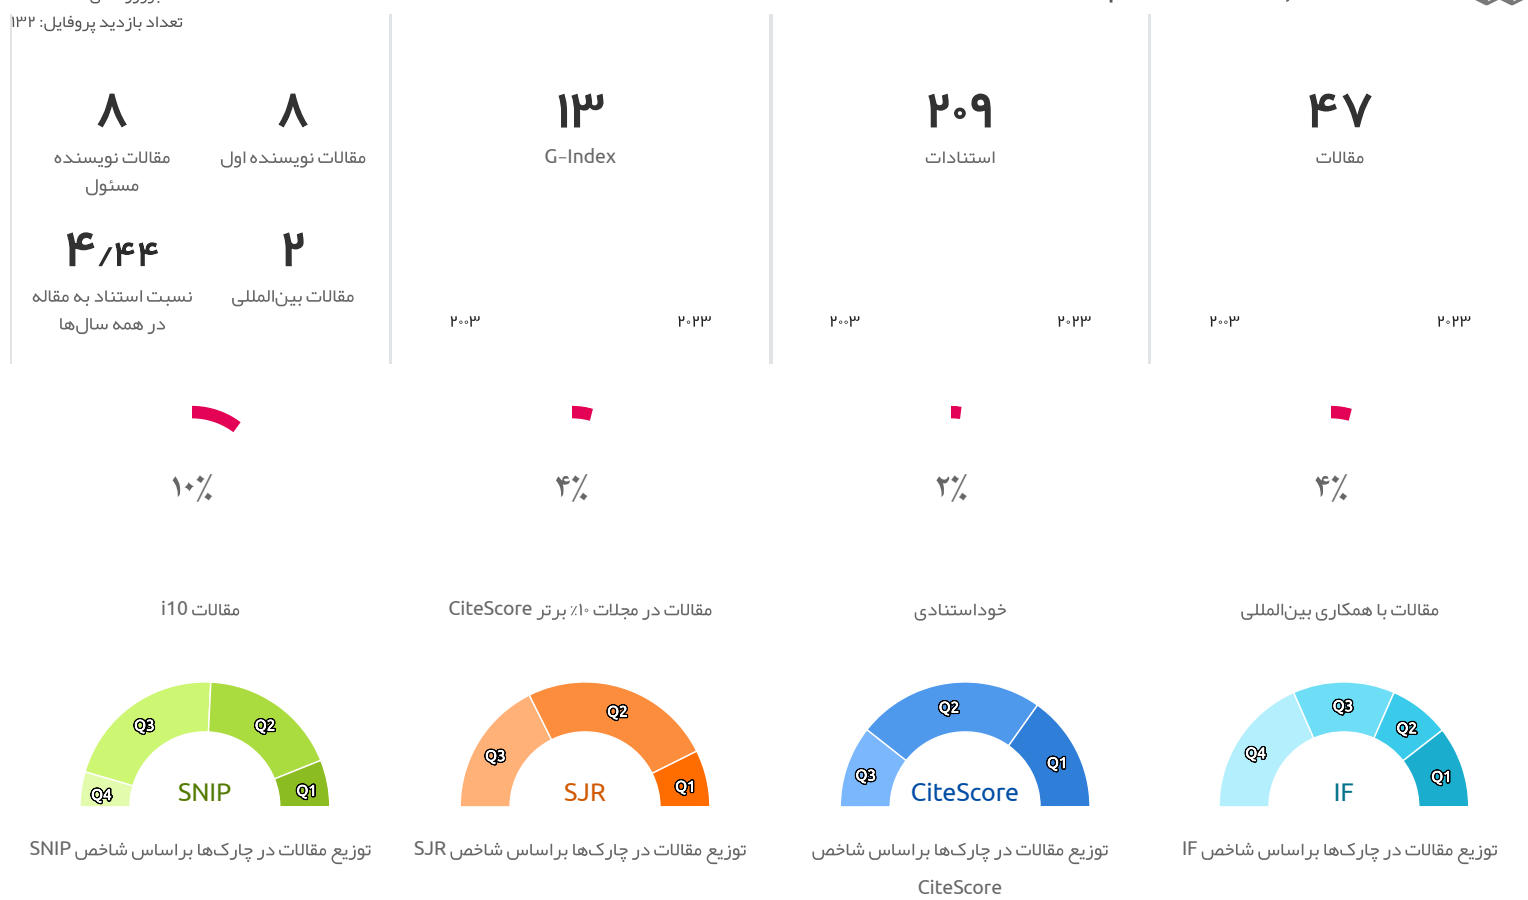 تعداد بازدید پروفایل: ۱۳۲
۴۷
مقالات
۲۰۰۳
۲۰۲۳
۲۰۹
استنادات
۲۰۰۳
۲۰۲۳
۱۳
G-Index
۲۰۰۳
۲۰۲۳
۸
مقالات نویسنده اول
۸
مقالات نویسنده
مسئول
۲
مقالات بین‌المللی
۴٫۴۴
نسبت استناد به مقاله
در همه سال‌ها
۴٪
مقالات با همکاری بین‌المللی
۲٪
خوداستنادی
۴٪
مقالات در مجلات ۱۰٪ برتر CiteScore
۱۰٪
مقالات i10
Q4
Q3
Q2
Q1
IF
توزیع مقالات در چارک‌ها براساس شاخص IF
Q3
Q2
Q1
CiteScore
توزیع مقالات در چارک‌ها براساس شاخص
CiteScore
Q3
Q2
Q1
SJR
توزیع مقالات در چارک‌ها براساس شاخص SJR
Q4
Q3
Q2
Q1
SNIP
توزیع مقالات در چارک‌ها براساس شاخص SNIP